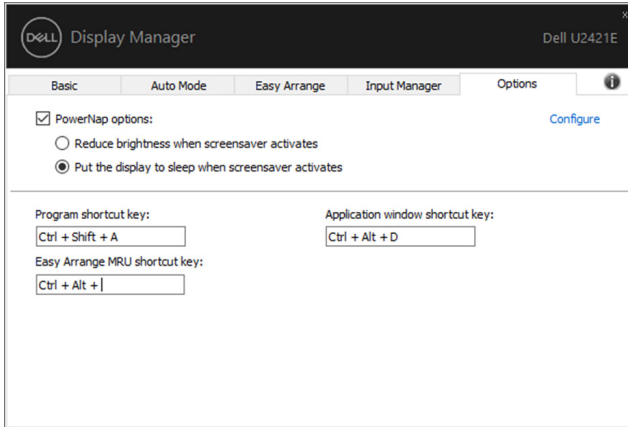 x
DELL Display Manager
Dell U2421E
Basic
Auto Mode
Easy Arrange
Input Manager
Options
i
PowerNap options:
Configure
Reduce brightness when screensaver activates
Put the display to sleep when screensaver activates
Program shortcut key:
Application window shortcut key:
Ctrl + Shift + A
Ctrl + Alt + D
Easy Arrange MRU shortcut key:
Ctrl + Alt +